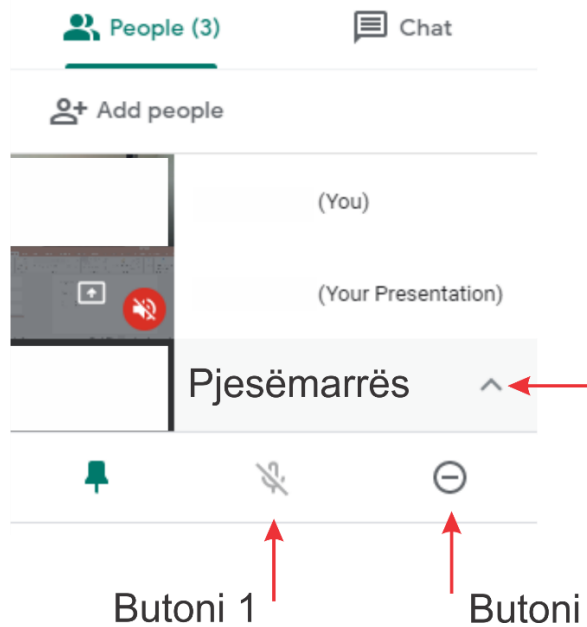 People (3)
Chat
Add people
(You)
(Your Presentation)
Pjesëmarrës
Butoni 1
Butoni